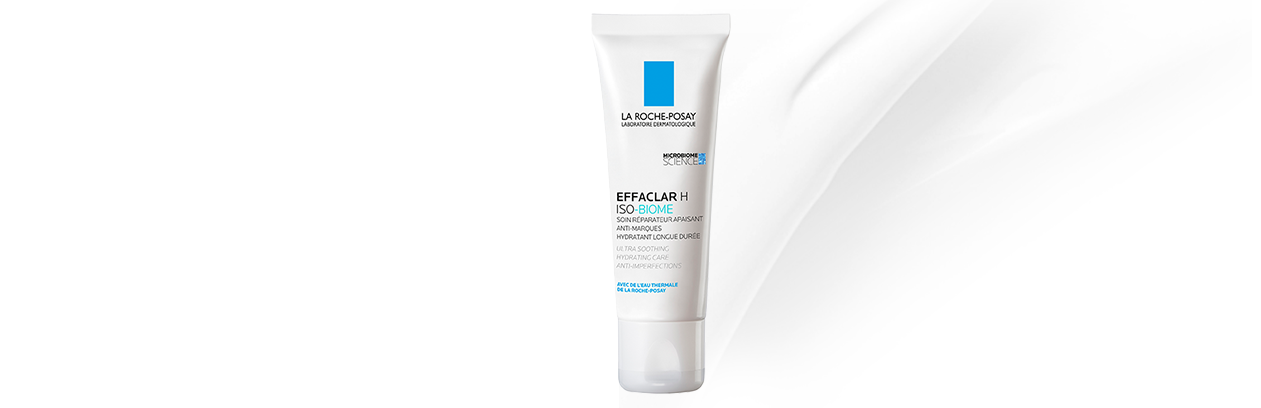 LA ROCHE-POSAY
LABORATOIRE DERMATOLOGIQUE
MICROBIOME
SCIENCE
EFFACLAR H
ISO-BIOME
SOIN RÉPARATEUR APAISANT
ANTI-MARQUES
HYDRATANT LONGUE DURÉE
ULTRA SOOTHING
HYDRATING CARE
ANTI-IMPERFECTIONS
AVEC DE L'EAU THERMALE
DE LA ROCHE-POSAY